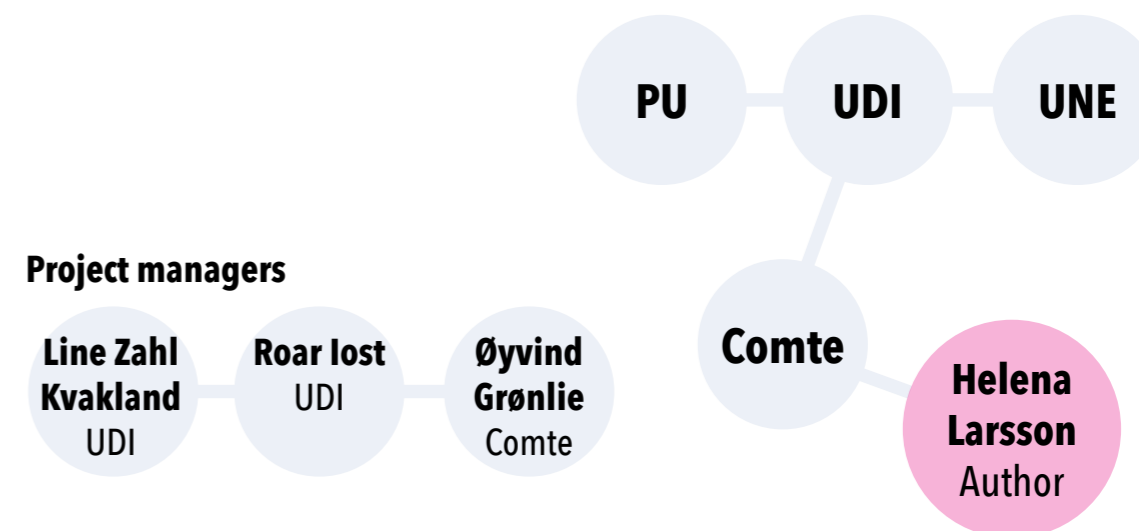 PU
UDI
UNE
Project managers
Line Zahl
Kvakland
UDI
Roar Iost
UDI
Øyvind
Grønlie
Comte
Comte
Helena
Larsson
Author